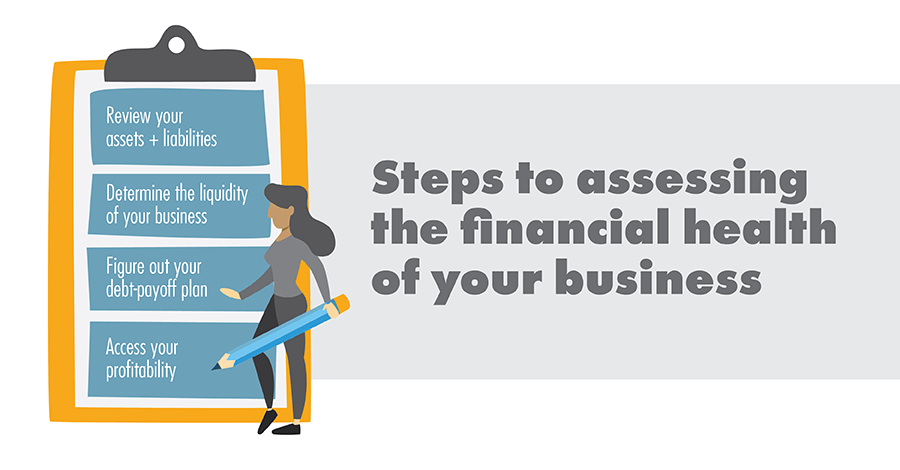 Review your
assets + liabilities
Determine the liquidity
of your business
Figure out your
debt-payoff plan
Access your
profitability
Steps to assessing
the financial health
of your business